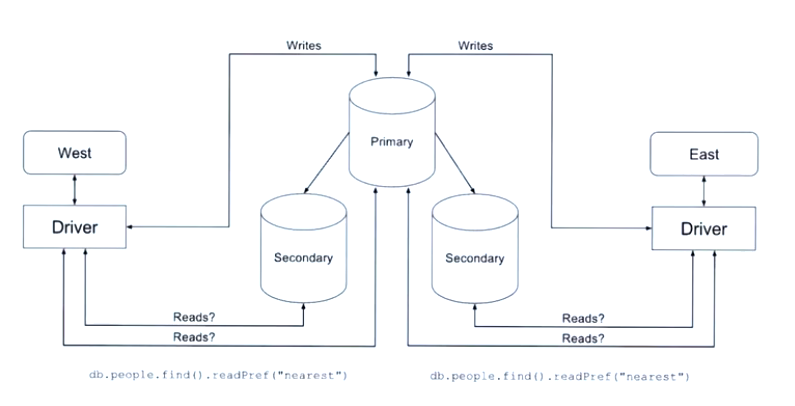 Writes
Writes
Primary
West
East
Driver
Driver
Secondary
Secondary
Reads?
Reads?
Reads?
Reads?
db.people.find().readPref("nearest")
db.people.find().readPref("nearest")